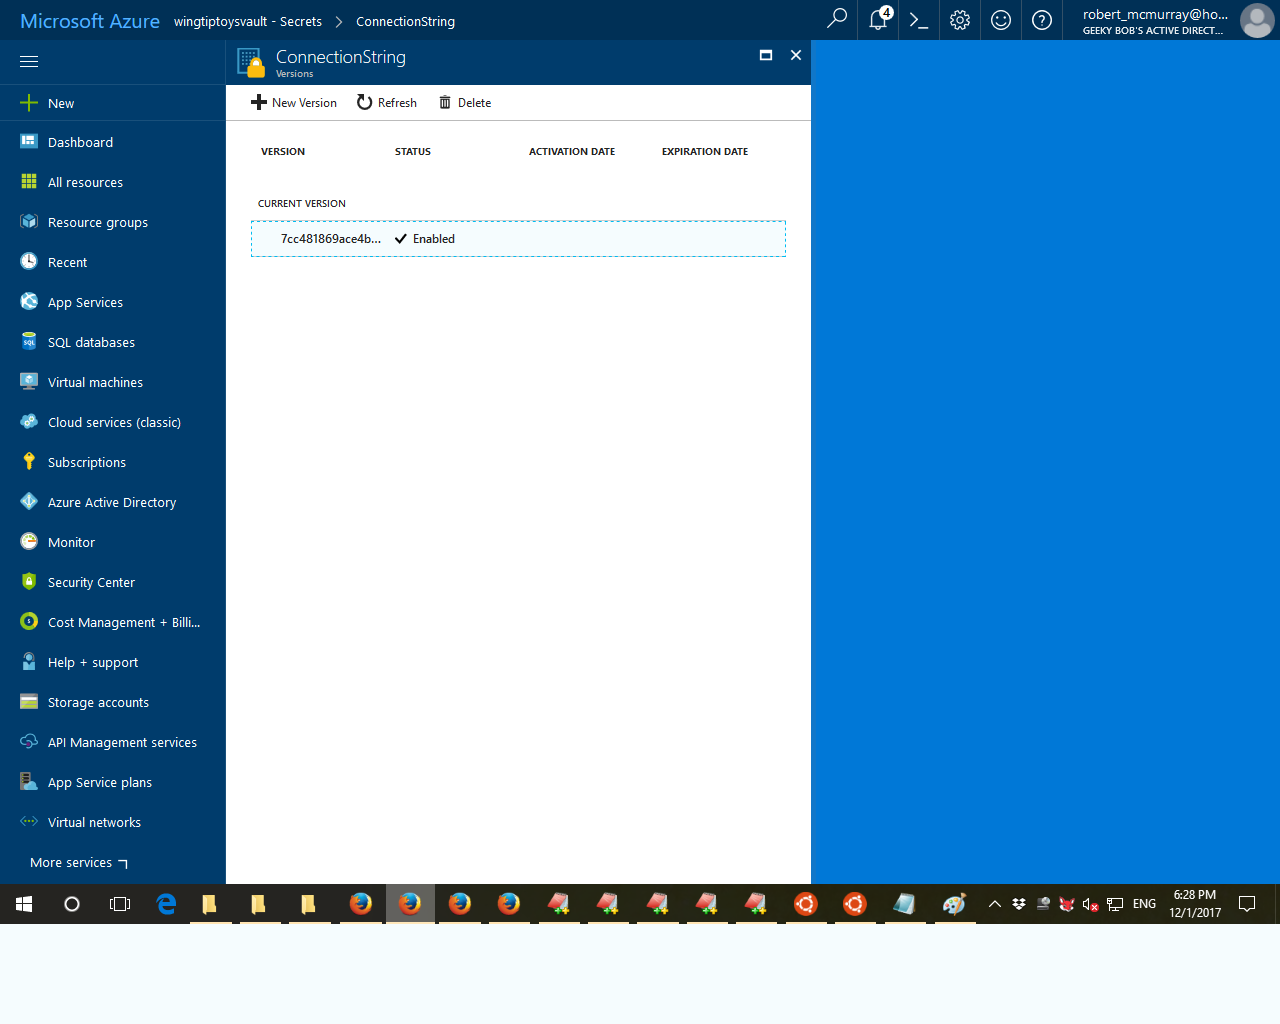 Microsoft Azure wingtiptoysvault - Secrets ConnectionString
4
robert_mcmurray@ho...
GEEKY BOB'S ACTIVE DIRECT...
ConnectionString
Versions
New Version Refresh Delete
VERSION STATUS ACTIVATION DATE EXPIRATION DATE
CURRENT VERSION
7cc481869ace4b... Enabled
New
Dashboard
All resources
Resource groups
Recent
App Services
SQL databases
Virtual machines
Cloud services (classic)
Subscriptions
Azure Active Directory
Monitor
Security Center
Cost Management + Billi...
Help + support
Storage accounts
API Management services
App Service plans
Virtual networks
More services
ENG
6:28 PM
12/1/2017